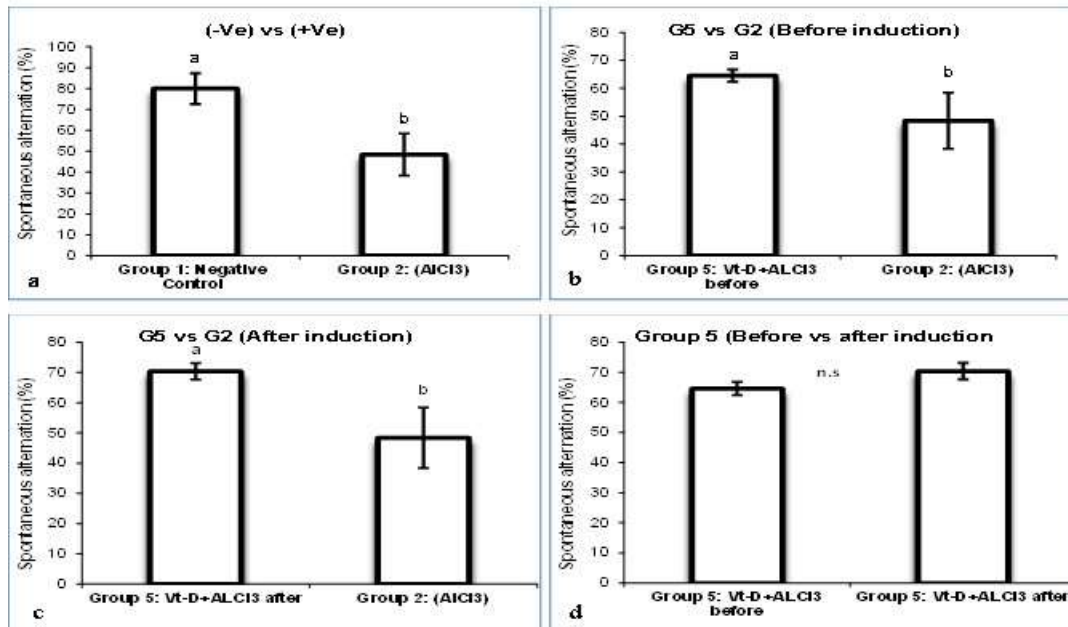 (-Ve) vs (+Ve)
Spontaneous alternation (%)
100
90
80
70
60
50
40
30
20
10
0
a
b
Group 1: Negative
Control
Group 2: (AlCl3)
a
G5 vs G2 (Before induction)
Spontaneous alternation (%)
80
70
60
50
40
30
20
10
0
a
b
Group 5: Vt-D+ALCl3
before
Group 2: (AlCl3)
b
G5 vs G2 (After induction)
Spontaneous alternation (%)
80
70
60
50
40
30
20
10
0
a
b
Group 5: Vt-D+ALCl3 after
Group 2: (AlCl3)
c
Group 5 (Before vs after induction
Spontaneous alternation (%)
80
70
60
50
40
30
20
10
0
n.s
Group 5: Vt-D+ALCl3
before
Group 5: Vt-D+ALCl3 after
d